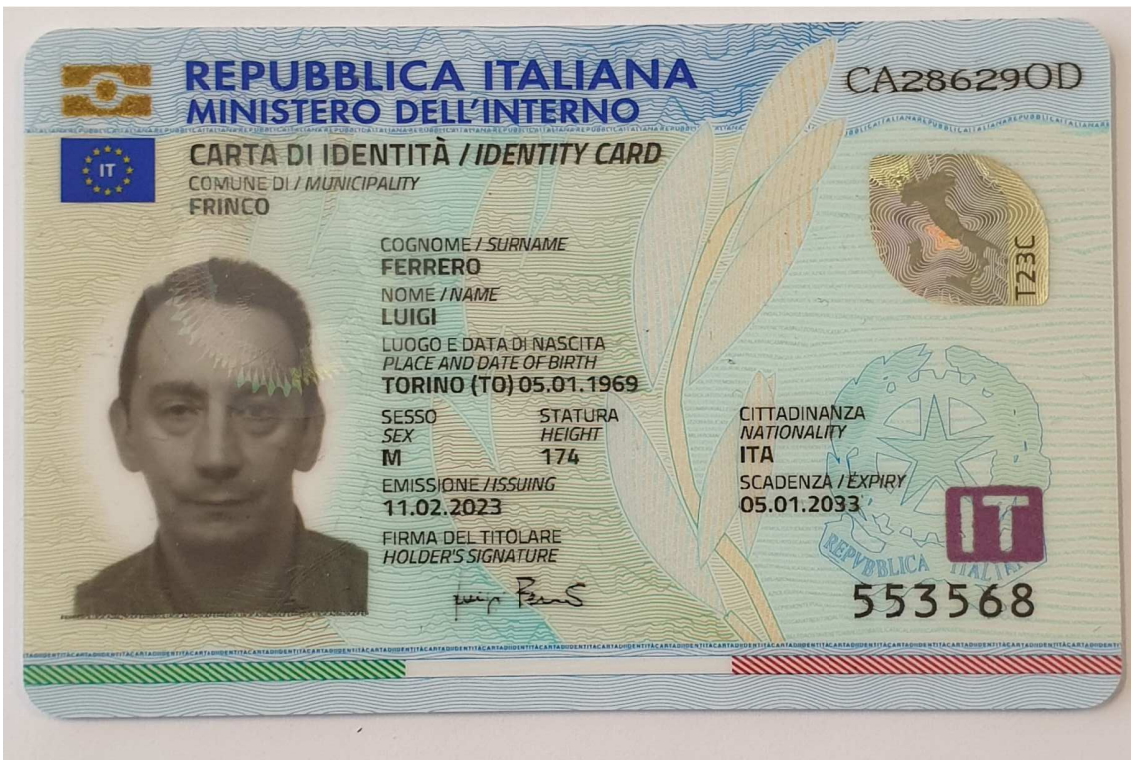 REPUBBLICA ITALIANA
MINISTERO DELL'INTERNO
CA28629OD
IT
CARTA DI IDENTITÀ / IDENTITY CARD
COMUNE DI / MUNICIPALITY
FRINCO
COGNOME / SURNAME
FERRERO
NOME / NAME
LUIGI
LUOGO E DATA DI NASCITA
PLACE AND DATE OF BIRTH
TORINO (TO) 05.01.1969
SESSO
SEX
M
STATURA
HEIGHT
174
CITTADINANZA
NATIONALITY
ITA
EMISSIONE / ISSUING
11.02.2023
SCADENZA / EXPIRY
05.01.2033
FIRMA DEL TITOLARE
HOLDER'S SIGNATURE
T23C
IT
REPVBBLICA ITALIANA
553568